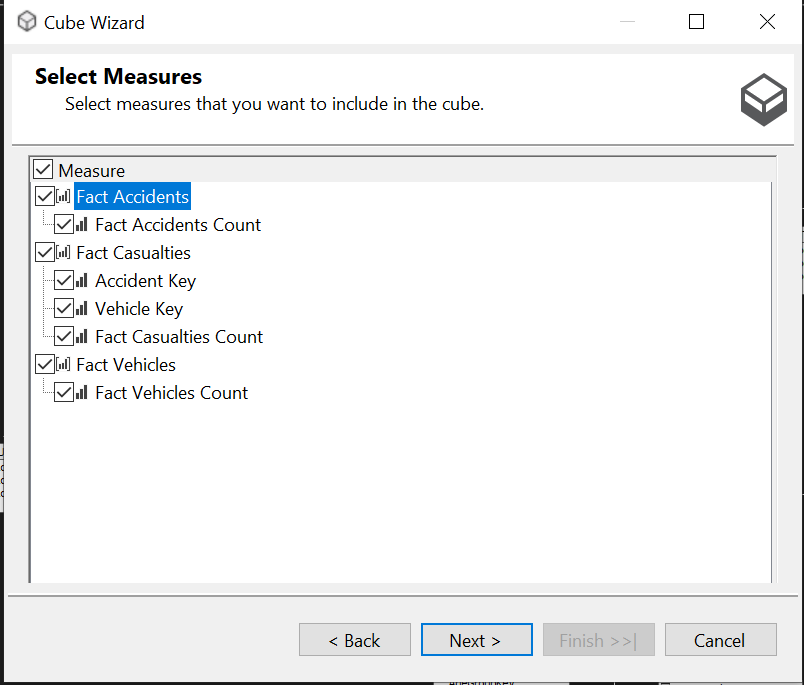 Cube Wizard
Select Measures
Select measures that you want to include in the cube.
Measure
Fact Accidents
Fact Accidents Count
Fact Casualties
Accident Key
Vehicle Key
Fact Casualties Count
Fact Vehicles
Fact Vehicles Count
< Back
Next >
Finish >>|
Cancel